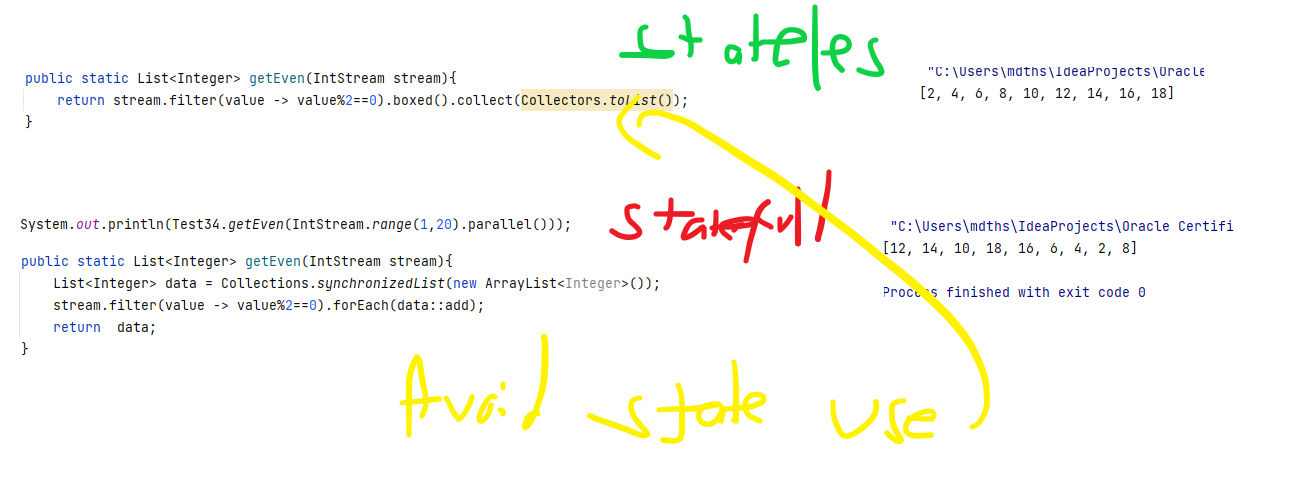 stateles
public static List<Integer> getEven(IntStream stream){
return stream.filter(value -> value%2==0).boxed().collect(Collectors.toList());
}
"C:\Users\mdths\IdeaProjects\Oracle
[2, 4, 6, 8, 10, 12, 14, 16, 18]
statefull
System.out.println(Test34.getEven(IntStream.range(1,20).parallel()));
public static List<Integer> getEven(IntStream stream){
List<Integer> data = Collections.synchronizedList(new ArrayList<Integer>());
stream.filter(value -> value%2==0).forEach(data::add);
return data;
}
"C:\Users\mdths\IdeaProjects\Oracle Certifi
[12, 14, 10, 18, 16, 6, 4, 2, 8]
Process finished with exit code 0
Avoid state use